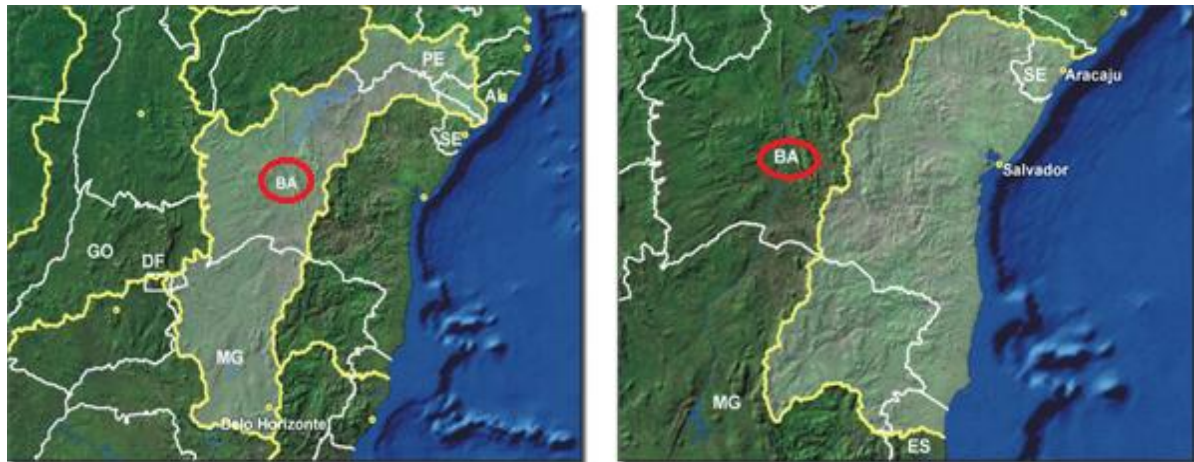 PE
AL
SE
BA
GO
DF
MG
Belo Horizonte
SE
Aracaju
BA
Salvador
MG
ES